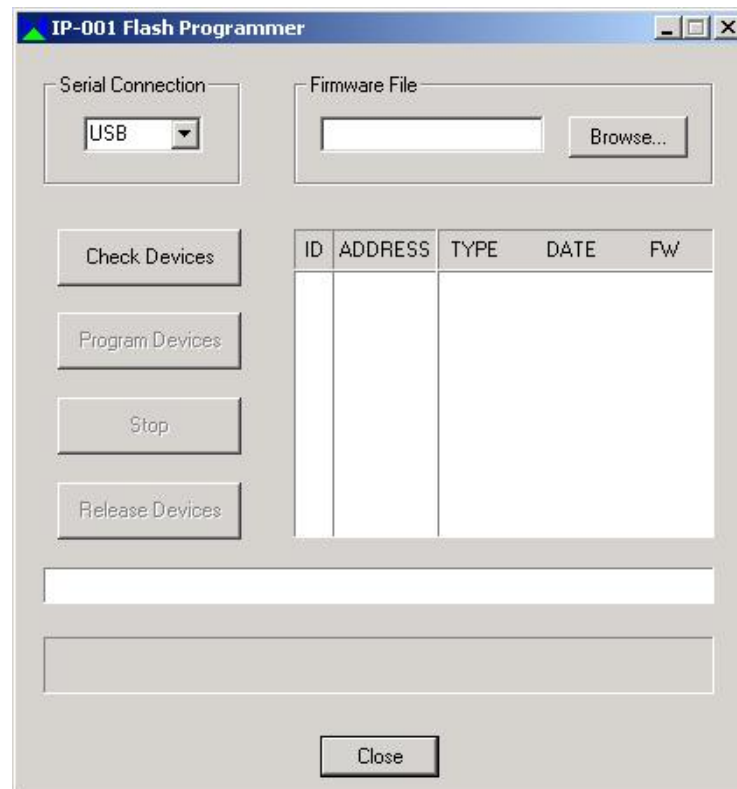 IP-001 Flash Programmer
Serial Connection
Firmware File
USB
Browse...
Check Devices
ID ADDRESS TYPE DATE FW
Program Devices
Stop
Release Devices
Close